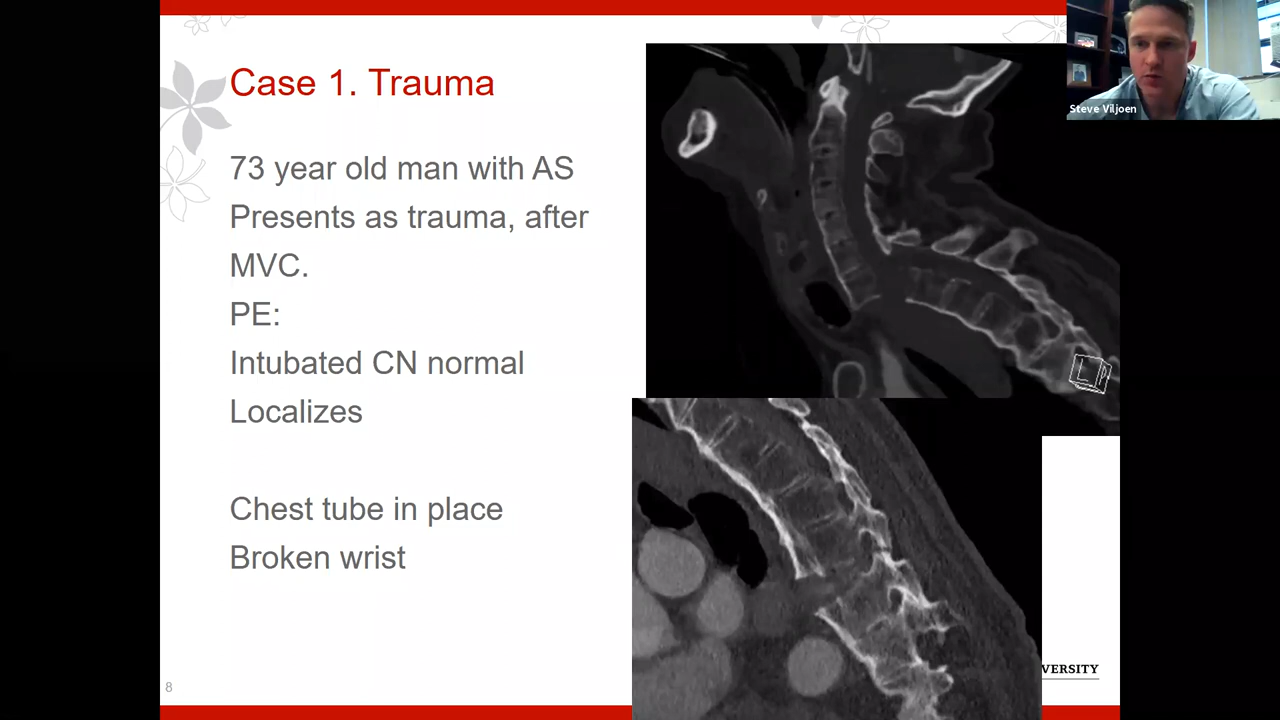 Case 1. Trauma
73 year old man with AS
Presents as trauma, after
MVC.
PE:
Intubated CN normal
Localizes
Chest tube in place
Broken wrist
8
Steve Viljoen
L
VERSITY